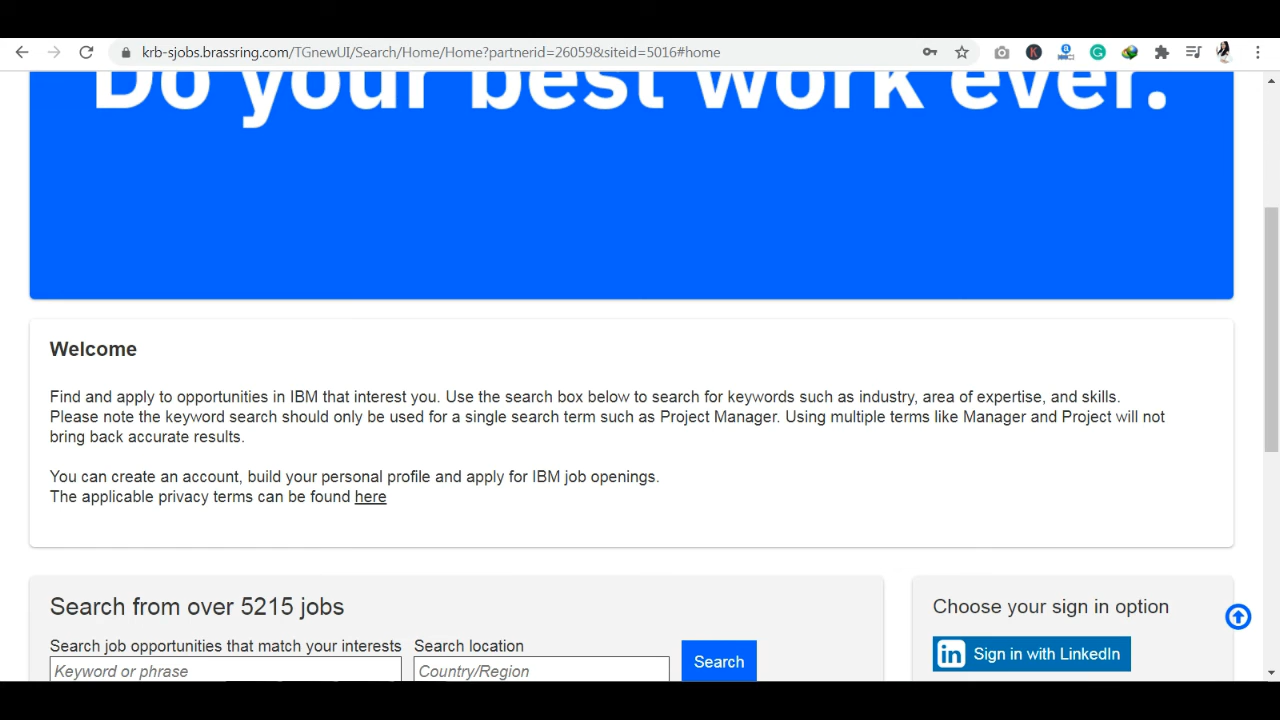 krb-sjobs.brassring.com/TGnewUI/Search/Home/Home?partnerid=26059&siteid=5016#home
Do your best work ever.
Welcome
Find and apply to opportunities in IBM that interest you. Use the search box below to search for keywords such as industry, area of expertise, and skills.
Please note the keyword search should only be used for a single search term such as Project Manager. Using multiple terms like Manager and Project will not
bring back accurate results.
You can create an account, build your personal profile and apply for IBM job openings.
The applicable privacy terms can be found here
Search from over 5215 jobs
Search job opportunities that match your interests
Search location
Keyword or phrase
Country/Region
Search
Choose your sign in option
in Sign in with LinkedIn